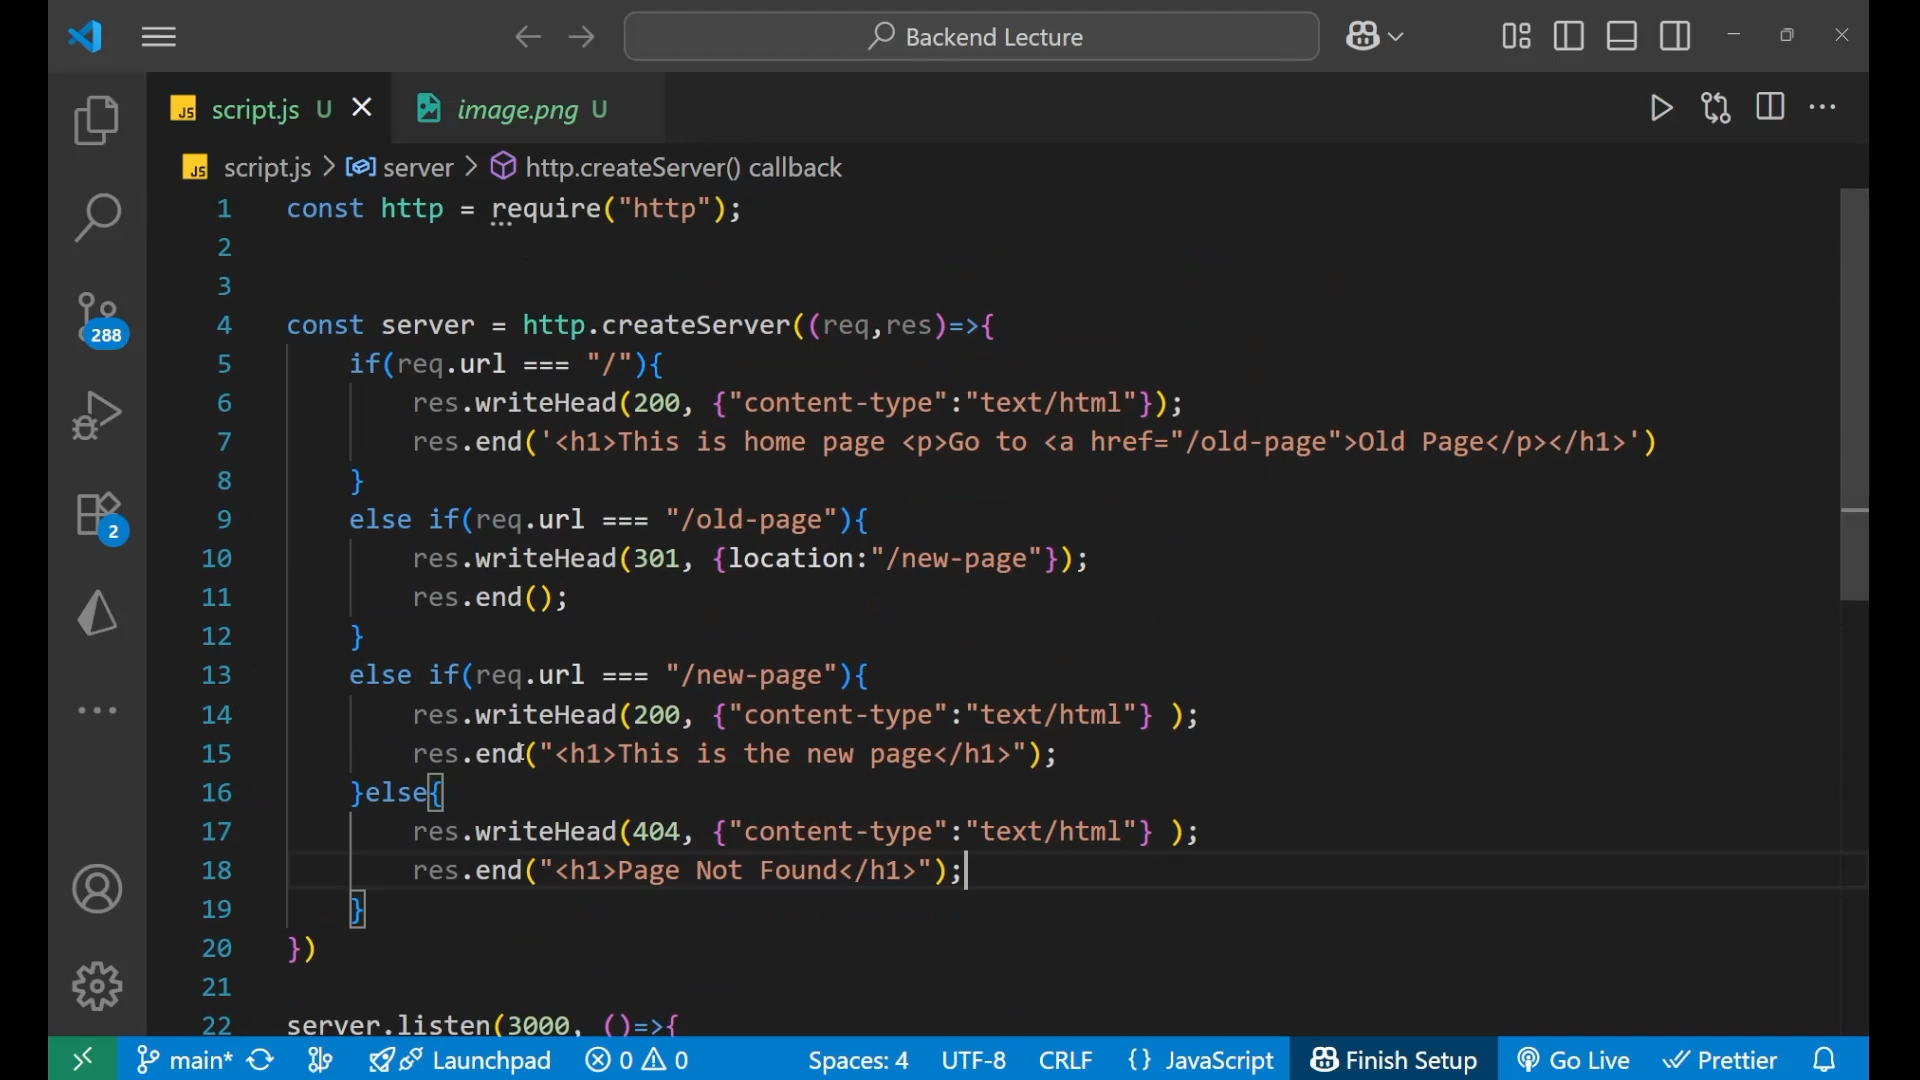 Backend Lecture
JS script.js U
image.png U
JS script.js > server > http.createServer() callback
1 const http = require("http");
2
3
4 const server = http.createServer((req,res)=>{
5 if(req.url === "/"){
6 res.writeHead(200, {"content-type":"text/html"});
7 res.end('<h1>This is home page <p>Go to <a href="/old-page">Old Page</p></h1>')
8 }
9 else if(req.url === "/old-page"){
10 res.writeHead(301, {location:"/new-page"});
11 res.end();
12 }
13 else if(req.url === "/new-page"){
14 res.writeHead(200, {"content-type":"text/html"} );
15 res.end("<h1>This is the new page</h1>");
16 }else{
17 res.writeHead(404, {"content-type":"text/html"} );
18 res.end("<h1>Page Not Found</h1>");
19 }
20 })
21
22 server.listen(3000, ()=>{
288
2
main* Launchpad 0 0 Spaces: 4 UTF-8 CRLF {} JavaScript Finish Setup Go Live Prettier